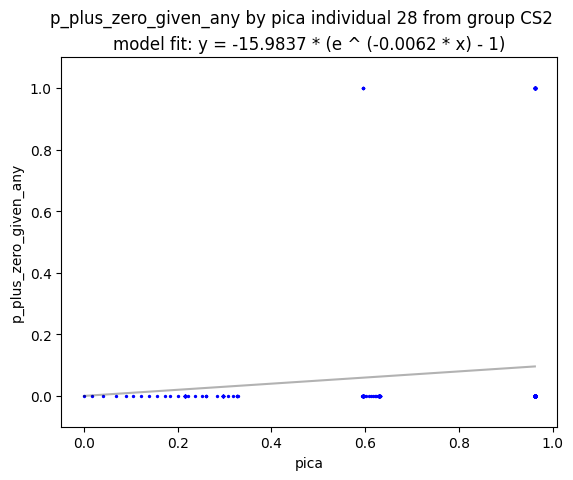 p_plus_zero_given_any by pica individual 28 from group CS2
model fit: y = -15.9837 * (e ^ (-0.0062 * x) - 1)
1.0
0.8
0.6
0.4
0.2
0.0
p_plus_zero_given_any
0.0 0.2 0.4 0.6 0.8 1.0
pica